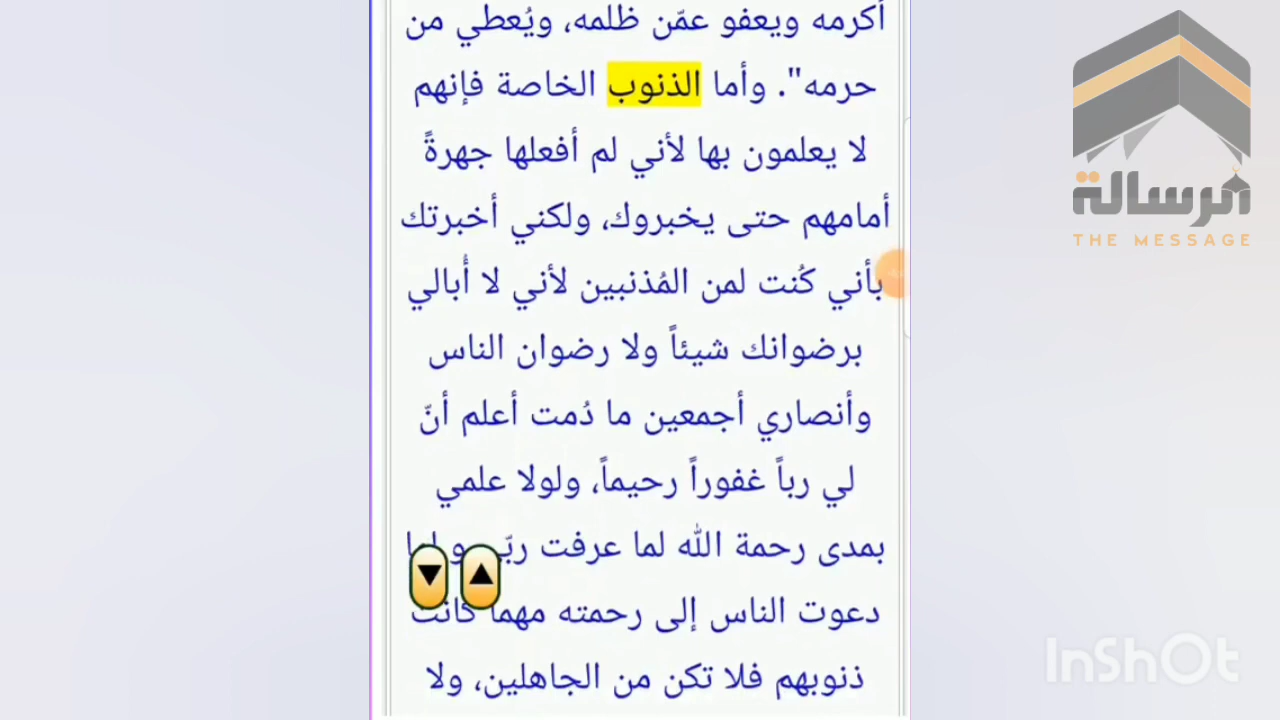 أكرمه ويعفو عمّن ظلمه، ويُعطي من
حرمه". وأما الذنوب الخاصة فإنهم
لا يعلمون بها لأني لم أفعلها جهرةً
أمامهم حتى يخبروك، ولكني أخبرتك
بأني كُنت لمن المُذنبين لأني لا أُبالي
برضوانك شيئاً ولا رضوان الناس
وأنصاري أجمعين ما دُمت أعلم أنّ
لي رباً غفوراً رحيماً، ولولا علمي
بمدى رحمة الله لما عرفت
دعوت الناس إلى رحمته مهما كانت
ذنوبهم فلا تكن من الجاهلين، ولا
الرسالة
THE MESSAGE
InShOt